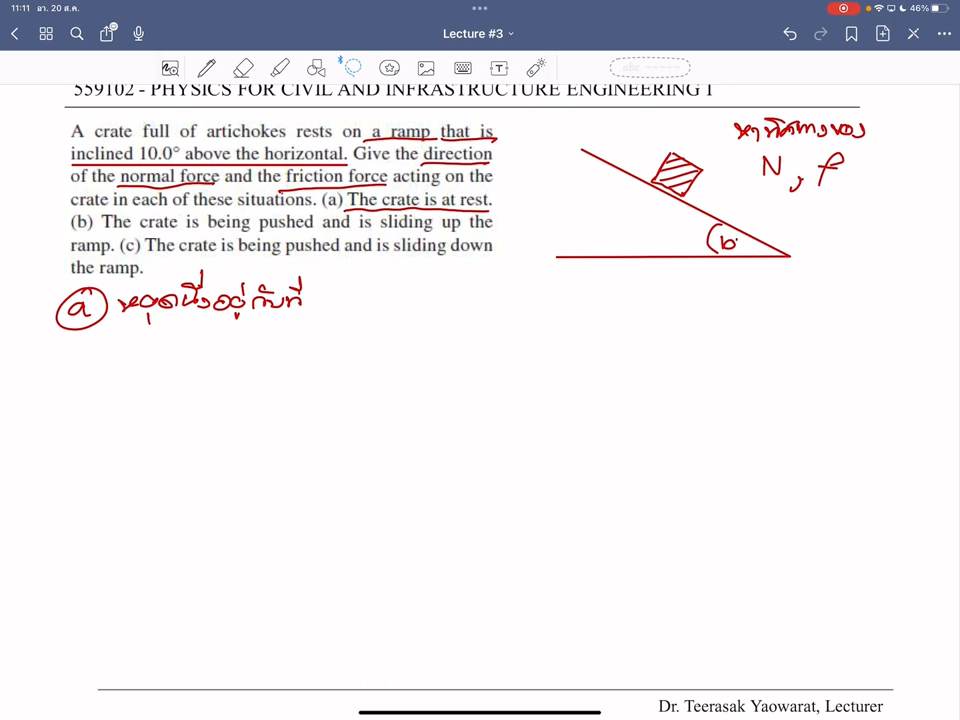 11:11 อา. 20 ส.ค.
46%
Lecture #3
T
abc
559102 - PHYSICS FOR CIVIL AND INFRASTRUCTURE ENGINEERING I
A crate full of artichokes rests on a ramp that is
inclined 10.0° above the horizontal. Give the direction
of the normal force and the friction force acting on the
crate in each of these situations. (a) The crate is at rest.
(b) The crate is being pushed and is sliding up the
ramp. (c) The crate is being pushed and is sliding down
the ramp.
หาทิศทางของ
N, f
(b
a หยุดนิ่งอยู่กับที่
Dr. Teerasak Yaowarat, Lecturer